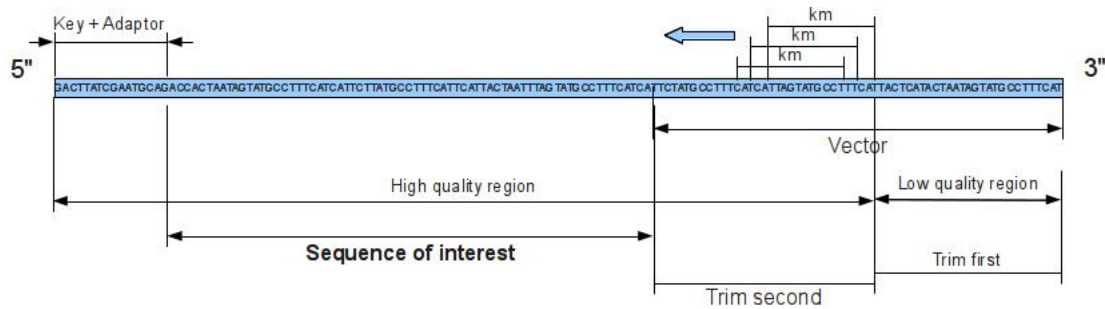 Key + Adaptor
km
km
km
5"
3"
GACTTATCGAATGCAGACCACTAATAGTATGCCTTTCATCATTCTTATGCCTTTCATTCATTACTAATTTAGTATGCCTTTCATCATTCTATGCCTTTCATCATTAGTATGCCTTTCATTACTCATACTAATAGTATGCCTTTCAT
Vector
High quality region
Low quality region
Sequence of interest
Trim first
Trim second